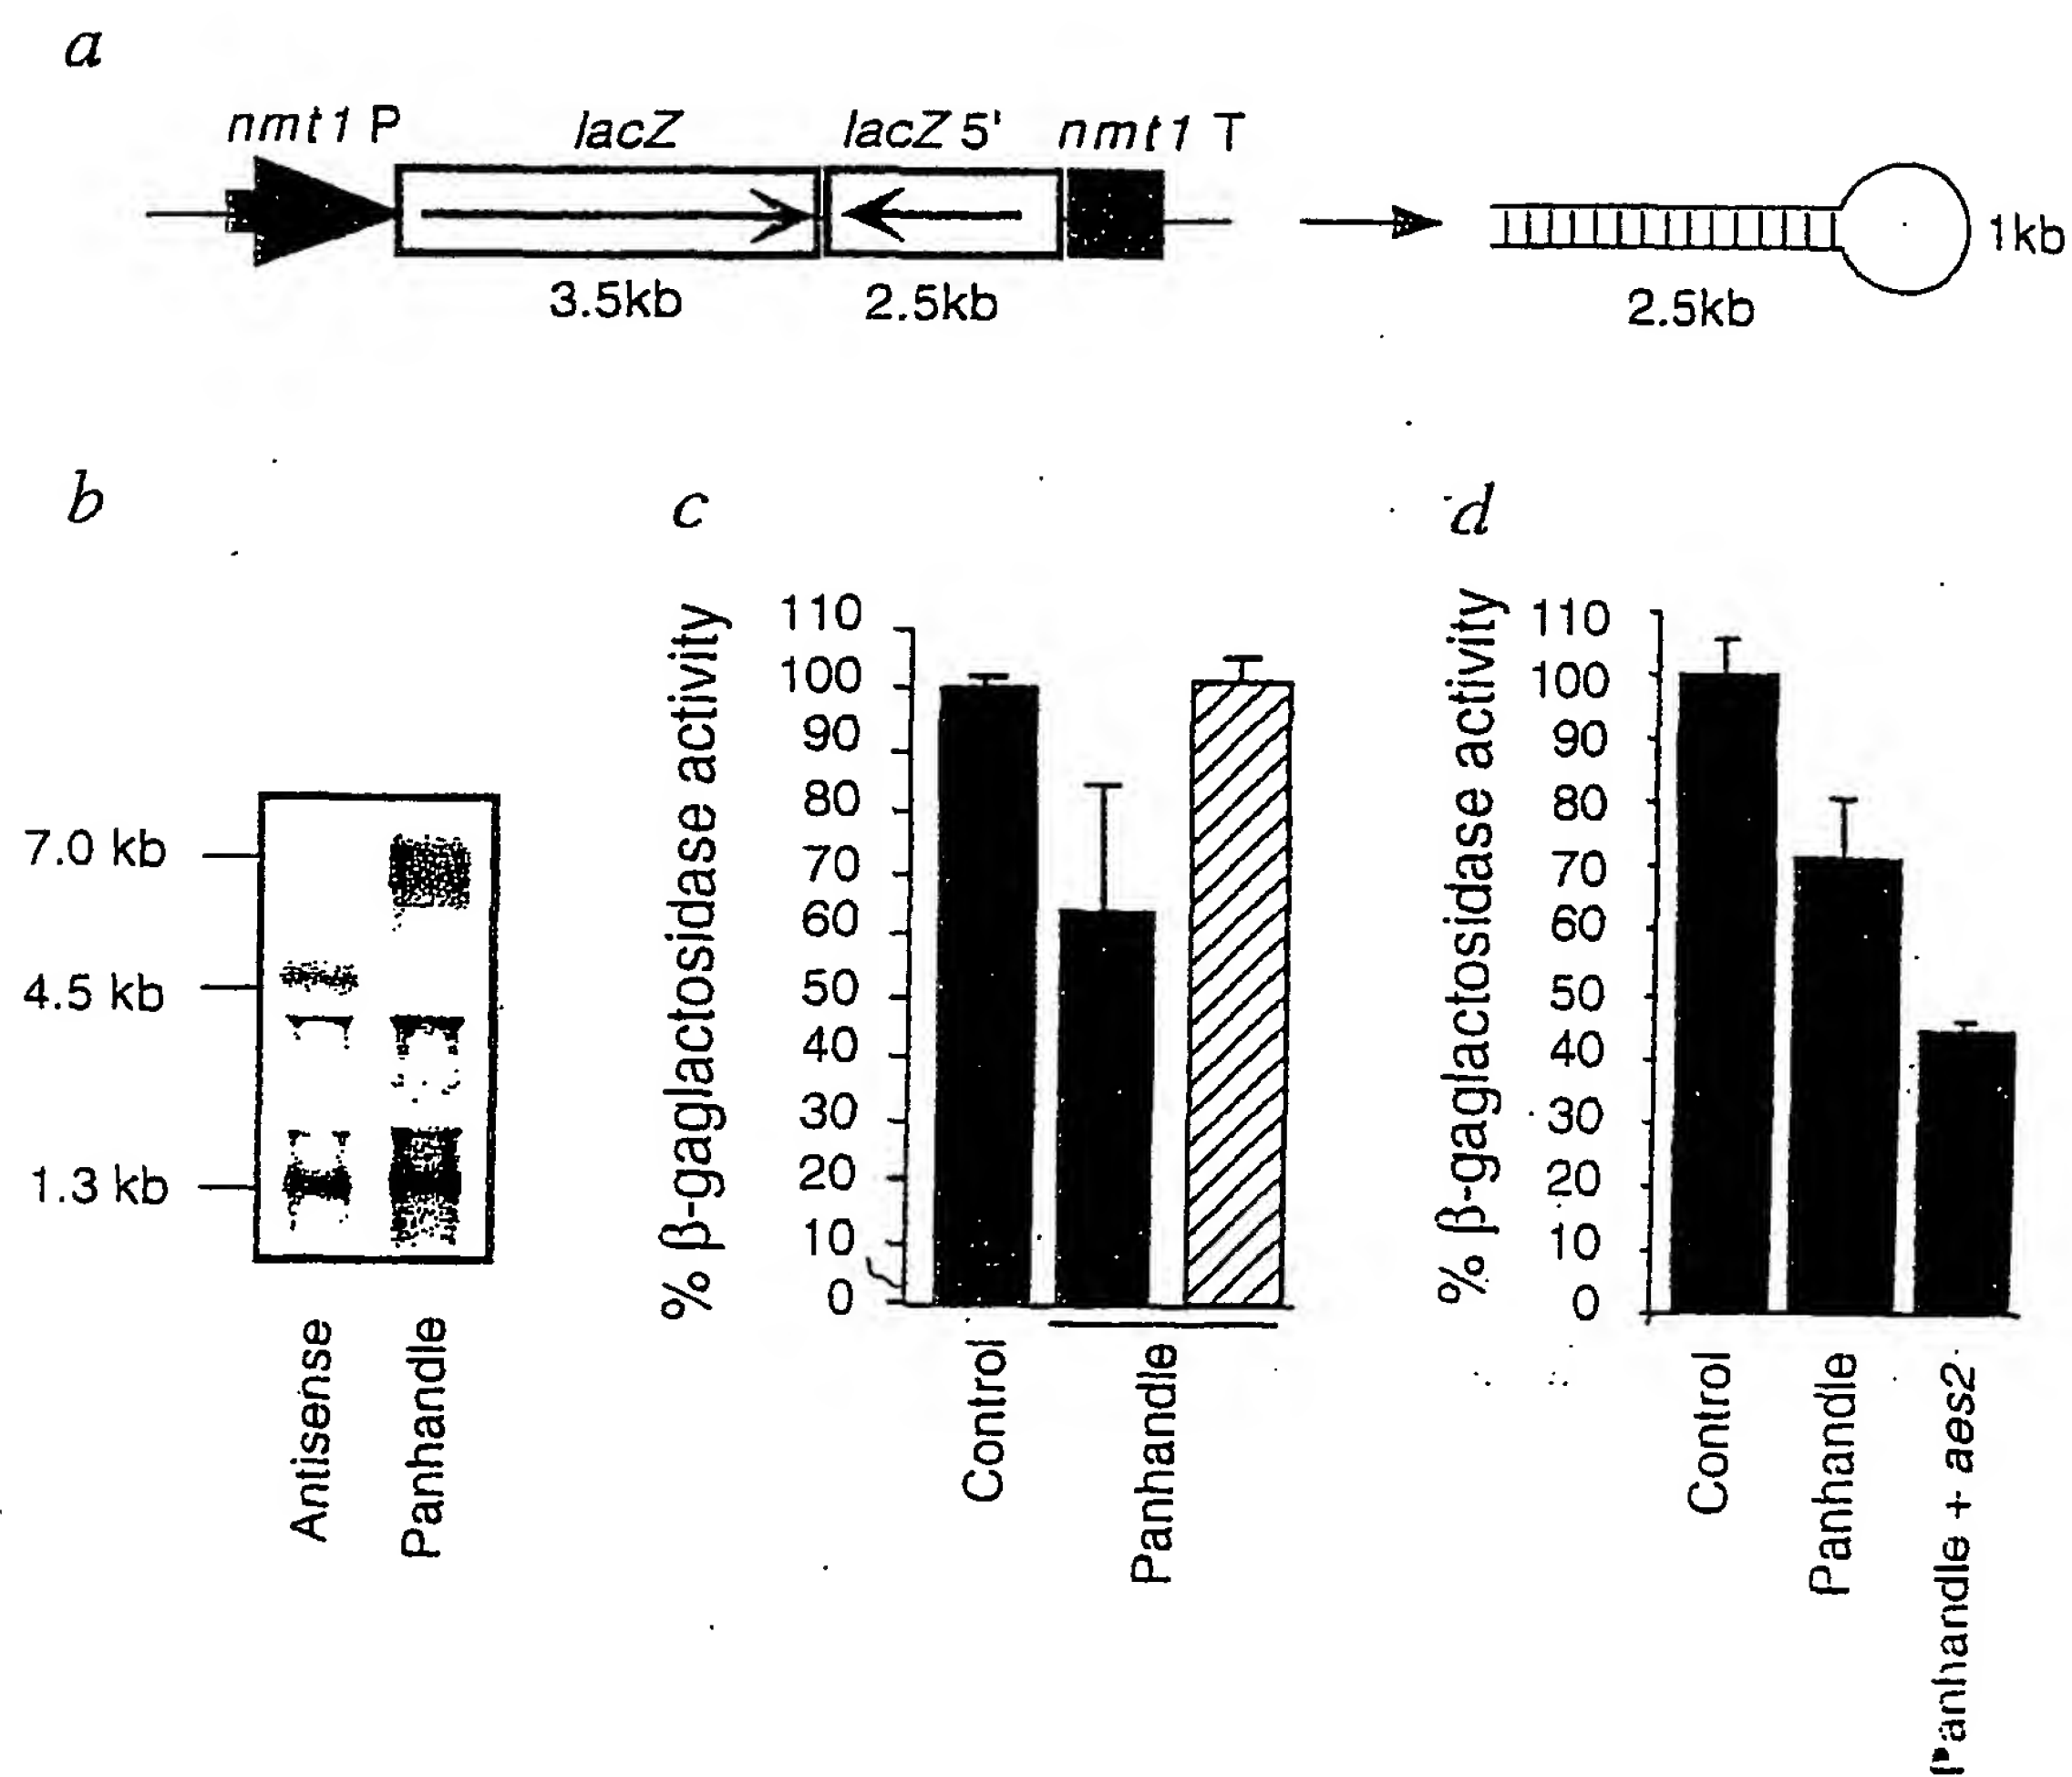 a
nmt1 P lacZ lacZ 5' nmt1 T
3.5kb 2.5kb
2.5kb
1kb
b
7.0 kb
4.5 kb
1.3 kb
Antisense
Panhandle
c
% β-gaglactosidase activity
110
100
90
80
70
60
50
40
30
20
10
0
Control
Panhandle
d
% β-gaglactosidase activity
110
100
90
80
70
60
50
40
30
20
10
0
Control
Panhandle
Panhandle + aes2